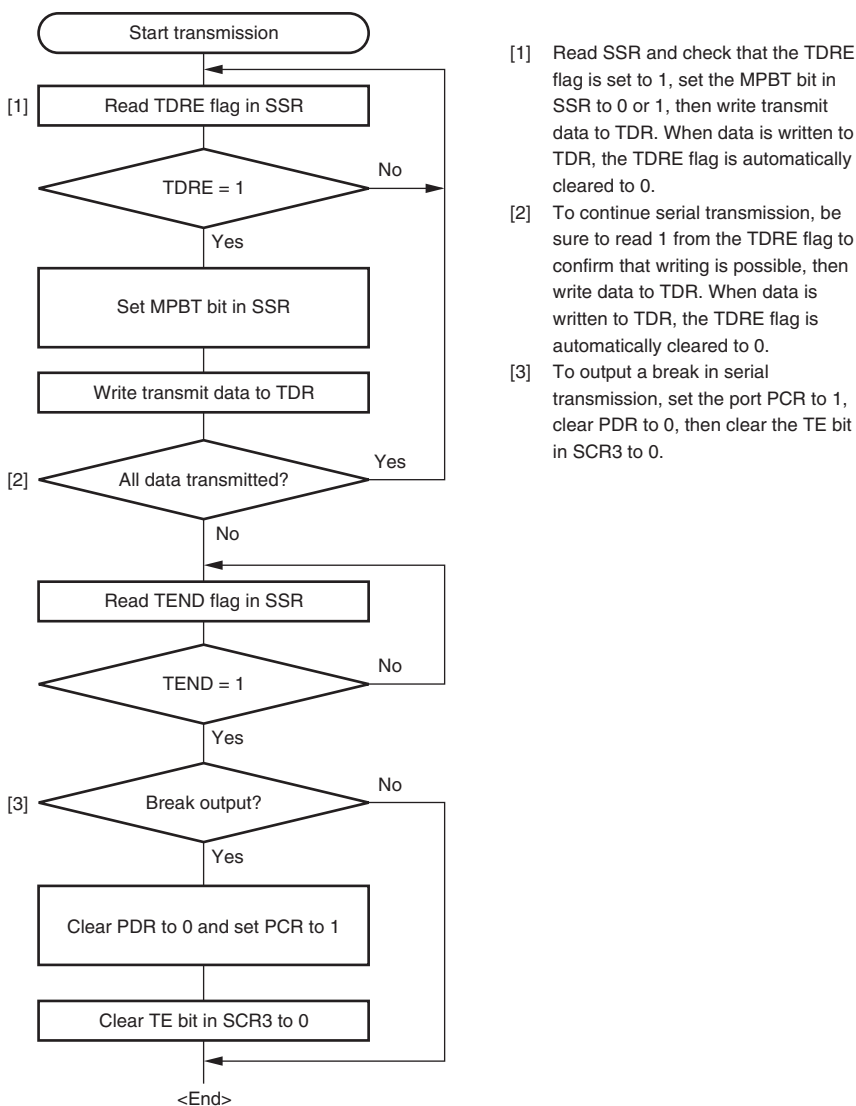 Start transmission
[1]
Read TDRE flag in SSR
TDRE = 1
No
Yes
Set MPBT bit in SSR
Write transmit data to TDR
[2]
All data transmitted?
Yes
No
Read TEND flag in SSR
TEND = 1
No
Yes
[3]
Break output?
No
Yes
Clear PDR to 0 and set PCR to 1
Clear TE bit in SCR3 to 0
<End>
[1] Read SSR and check that the TDRE
flag is set to 1, set the MPBT bit in
SSR to 0 or 1, then write transmit
data to TDR. When data is written to
TDR, the TDRE flag is automatically
cleared to 0.
[2] To continue serial transmission, be
sure to read 1 from the TDRE flag to
confirm that writing is possible, then
write data to TDR. When data is
written to TDR, the TDRE flag is
automatically cleared to 0.
[3] To output a break in serial
transmission, set the port PCR to 1,
clear PDR to 0, then clear the TE bit
in SCR3 to 0.